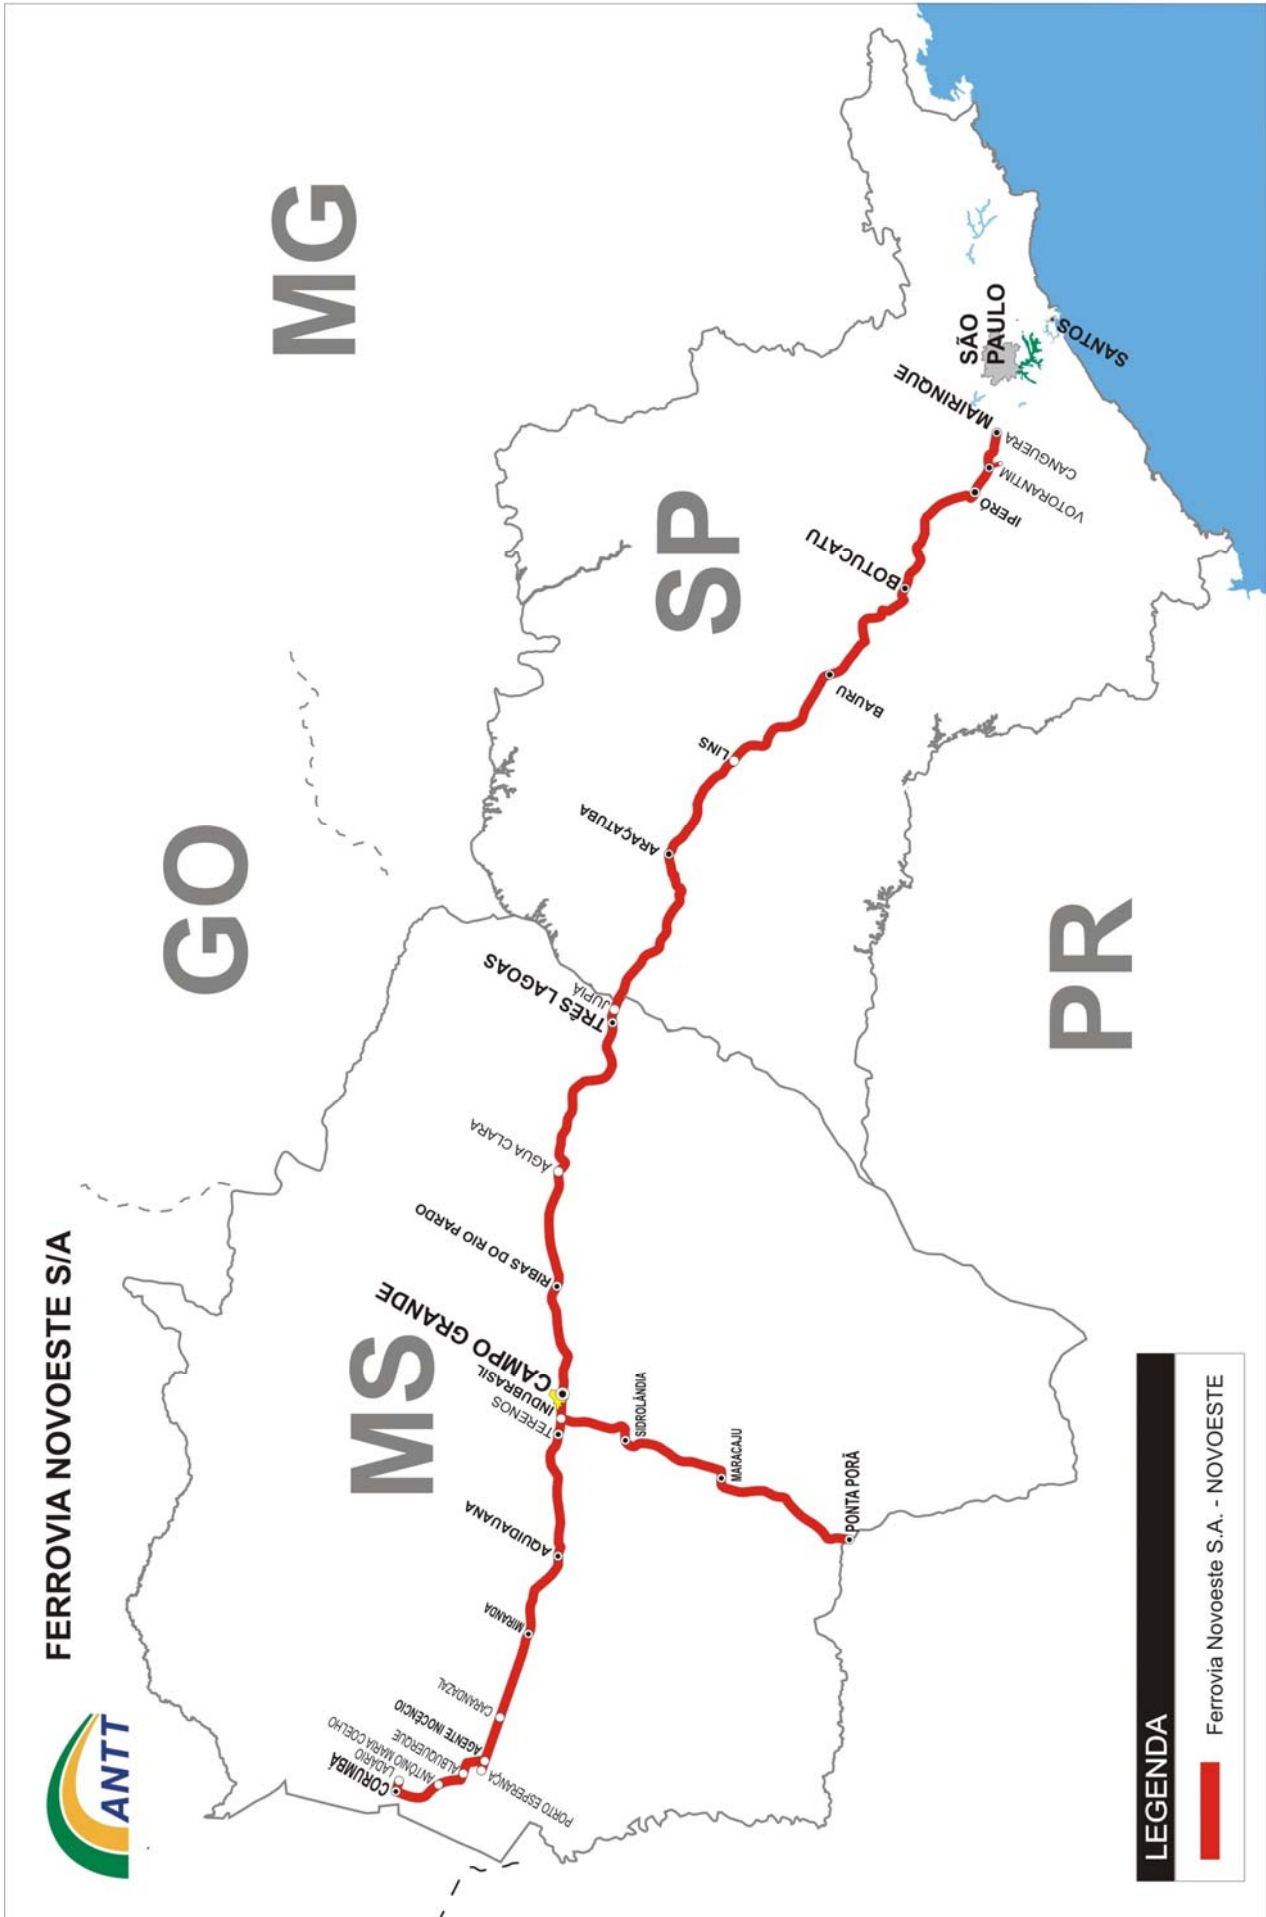 FERROVIA NOVOESTE S/A
ANTT
GO
MG
MS
SP
PR
CORUMBÁ
LADÁRIO
ANTÔNIO MARIA COELHO
ALBUQUERQUE
AGENTE INOCÊNCIO
PORTO ESPERANÇA
CARANDAZAL
MIRANDA
AQUIDAUANA
TERENOS
INDUBRASIL
CAMPO GRANDE
SIDROLÂNDIA
MARACAJU
PONTA PORÃ
RIBAS DO RIO PARDO
ÁGUA CLARA
TRÊS LAGOAS
JUPIÁ
ARAÇATUBA
LINS
BAURU
BOTUCATU
IPERÓ
VOTORANTIM
CANGUERA
MAIRINQUE
SÃO
PAULO
SANTOS
LEGENDA
Ferrovia Novoeste S.A. - NOVOESTE